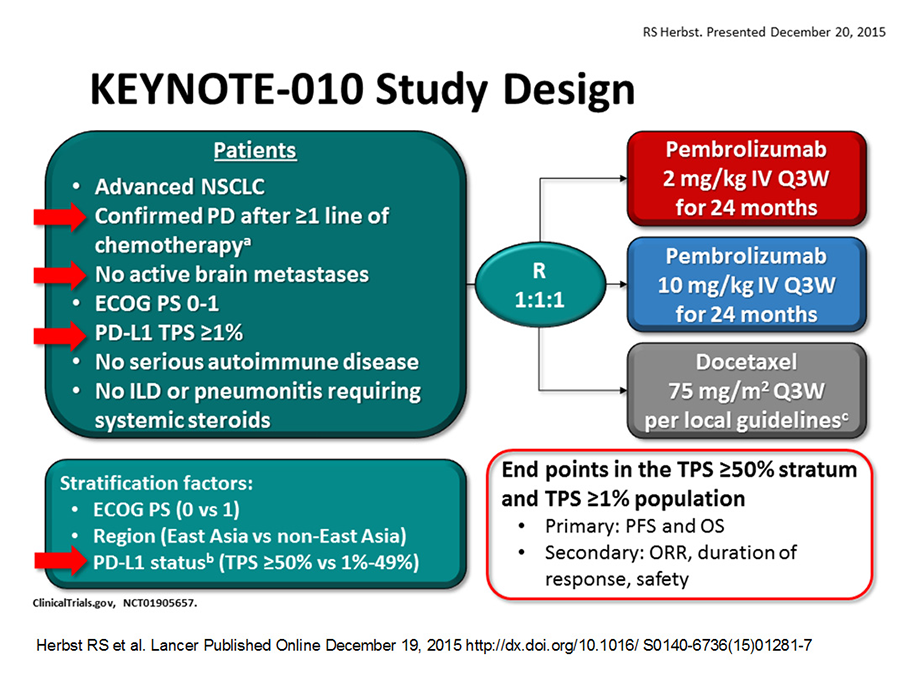 RS Herbst. Presented December 20, 2015
KEYNOTE-010 Study Design
Patients
• Advanced NSCLC
Confirmed PD after ≥1 line of
chemotherapyᵃ
No active brain metastases
• ECOG PS 0-1
PD-L1 TPS ≥1%
• No serious autoimmune disease
• No ILD or pneumonitis requiring
systemic steroids
R
1:1:1
Pembrolizumab
2 mg/kg IV Q3W
for 24 months
Pembrolizumab
10 mg/kg IV Q3W
for 24 months
Docetaxel
75 mg/m² Q3W
per local guidelinesᶜ
Stratification factors:
• ECOG PS (0 vs 1)
• Region (East Asia vs non-East Asia)
PD-L1 statusᵇ (TPS ≥50% vs 1%-49%)
End points in the TPS ≥50% stratum
and TPS ≥1% population
• Primary: PFS and OS
• Secondary: ORR, duration of
response, safety
ClinicalTrials.gov, NCT01905657.
Herbst RS et al. Lancer Published Online December 19, 2015 http://dx.doi.org/10.1016/ S0140-6736(15)01281-7